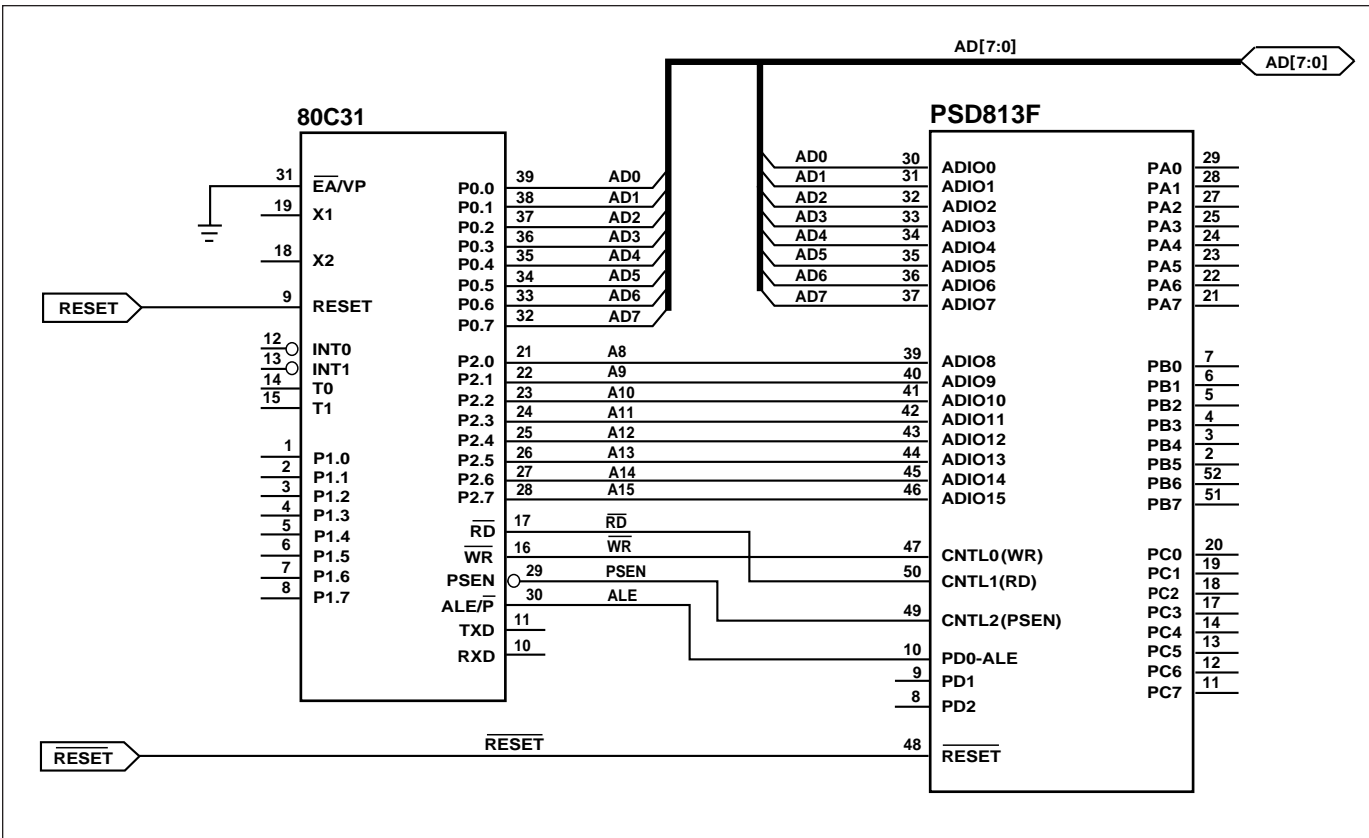 AD[7:0]
AD[7:0]
80C31
31 EA/VP
19 X1
18 X2
RESET
9 RESET
12 INT0
13 INT1
14 T0
15 T1
1 P1.0
2 P1.1
3 P1.2
4 P1.3
5 P1.4
6 P1.5
7 P1.6
8 P1.7
P0.0 39 AD0
P0.1 38 AD1
P0.2 37 AD2
P0.3 36 AD3
P0.4 35 AD4
P0.5 34 AD5
P0.6 33 AD6
P0.7 32 AD7
P2.0 21 A8
P2.1 22 A9
P2.2 23 A10
P2.3 24 A11
P2.4 25 A12
P2.5 26 A13
P2.6 27 A14
P2.7 28 A15
RD 17 RD
WR 16 WR
PSEN 29 PSEN
ALE/P 30 ALE
TXD 11
RXD 10
PSD813F
AD0 30 ADIO0
AD1 31 ADIO1
AD2 32 ADIO2
AD3 33 ADIO3
AD4 34 ADIO4
AD5 35 ADIO5
AD6 36 ADIO6
AD7 37 ADIO7
39 ADIO8
40 ADIO9
41 ADIO10
42 ADIO11
43 ADIO12
44 ADIO13
45 ADIO14
46 ADIO15
47 CNTL0(WR)
50 CNTL1(RD)
49 CNTL2(PSEN)
10 PD0-ALE
9 PD1
8 PD2
48 RESET
PA0 29
PA1 28
PA2 27
PA3 25
PA4 24
PA5 23
PA6 22
PA7 21
PB0 7
PB1 6
PB2 5
PB3 4
PB4 3
PB5 2
PB6 52
PB7 51
PC0 20
PC1 19
PC2 18
PC3 17
PC4 14
PC5 13
PC6 12
PC7 11
RESET
RESET